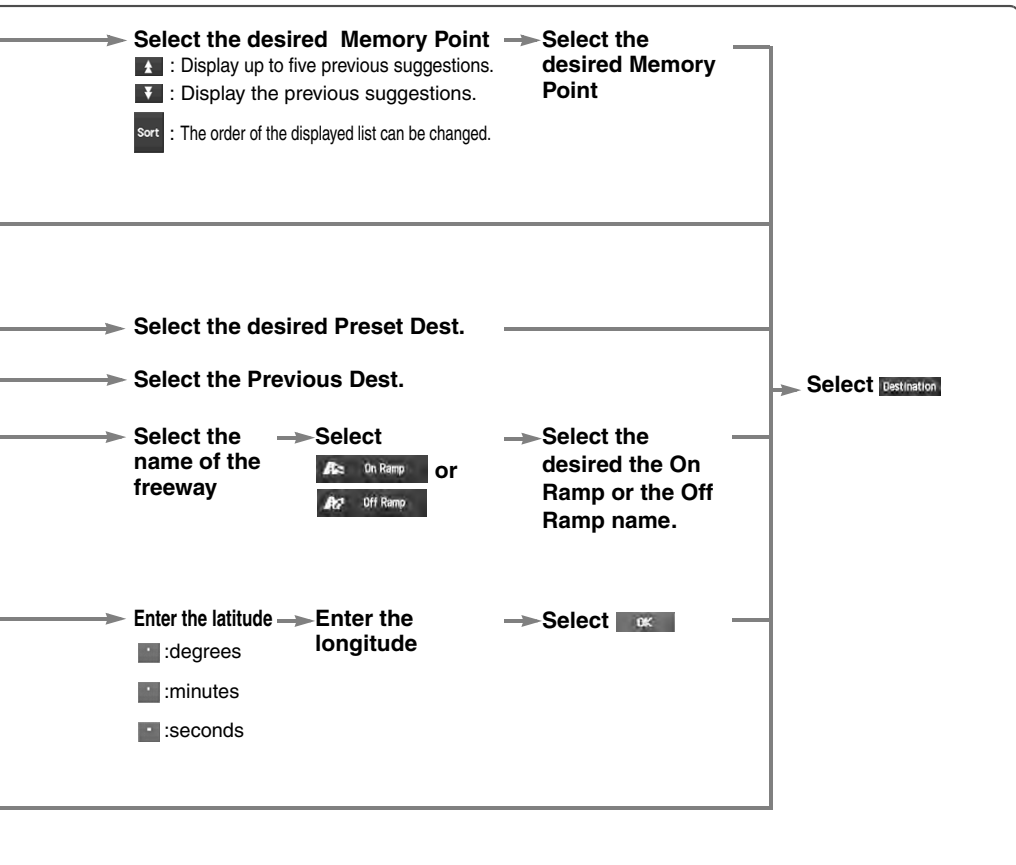 Select the desired Memory Point
: Display up to five previous suggestions.
: Display the previous suggestions.
Sort : The order of the displayed list can be changed.
Select the
desired Memory
Point
Select the desired Preset Dest.
Select the Previous Dest.
Select the
name of the
freeway
Select
On Ramp or
Off Ramp
Select the
desired the On
Ramp or the Off
Ramp name.
Enter the latitude
:degrees
:minutes
:seconds
Enter the
longitude
Select OK
Select Destination